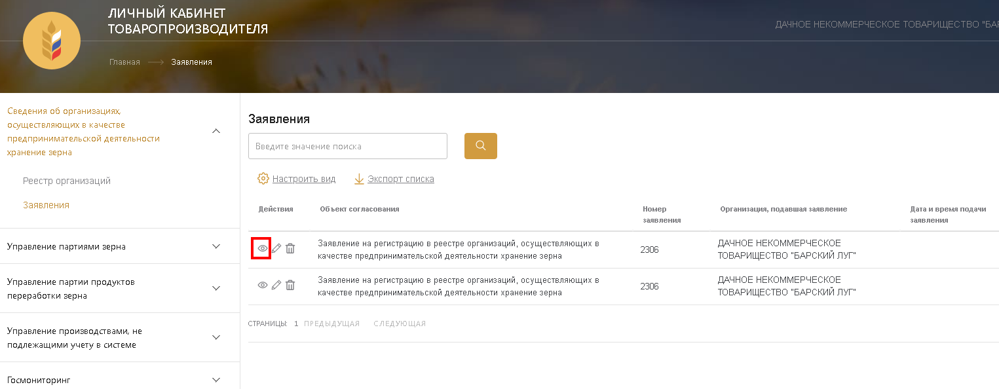 ЛИЧНЫЙ КАБИНЕТ
ТОВАРОПРОИЗВОДИТЕЛЯ
ДАЧНОЕ НЕКОММЕРЧЕСКОЕ ТОВАРИЩЕСТВО "БАР
Главная Заявления
Сведения об организациях,
осуществляющих в качестве
предпринимательской деятельности
хранение зерна
Реестр организаций
Заявления
Управление партиями зерна
Управление партии продуктов
переработки зерна
Управление производствами, не
подлежащими учету в системе
Госмониторинг
Заявления
Введите значение поиска
Настроить вид Экспорт списка
Действия Объект согласования Номер заявления Организация, подавшая заявление Дата и время подачи заявления
Заявление на регистрацию в реестре организаций, осуществляющих в
качестве предпринимательской деятельности хранение зерна
2306
ДАЧНОЕ НЕКОММЕРЧЕСКОЕ
ТОВАРИЩЕСТВО "БАРСКИЙ ЛУГ"
Заявление на регистрацию в реестре организаций, осуществляющих в
качестве предпринимательской деятельности хранение зерна
2306
ДАЧНОЕ НЕКОММЕРЧЕСКОЕ
ТОВАРИЩЕСТВО "БАРСКИЙ ЛУГ"
СТРАНИЦЫ: 1 ПРЕДЫДУЩАЯ СЛЕДУЮЩАЯ